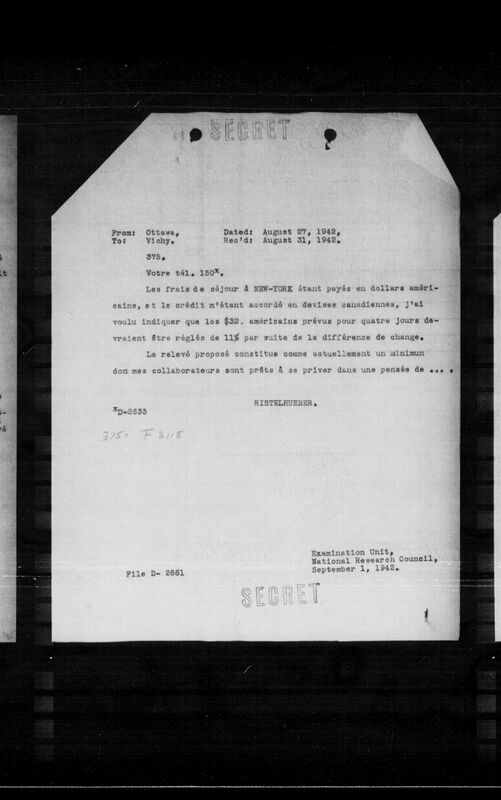 SECRET
From: Ottawa, Dated: August 27, 1942.
To: Vichy. Rec'd: August 31, 1942.
375.
Votre tél. 150x.
Les frais de séjour à NEW-YORK étant payés en dollars améri-
cains, et le crédit m'étant accordé en devises canadiennes, j'ai
voulu indiquer que les $32. américains prévus pour quatre jours de-
vraient être réglés de 11% par suite de la différence de change.
Le relevé proposé constitue comme actuellement un minimun
don mes collaborateurs sont prêts à se priver dans une pensée de ... .
RISTELHUEBER.
xD-2633
375= F 3118
Examination Unit,
National Research Council,
September 1, 1942.
File D- 2661
SECRET